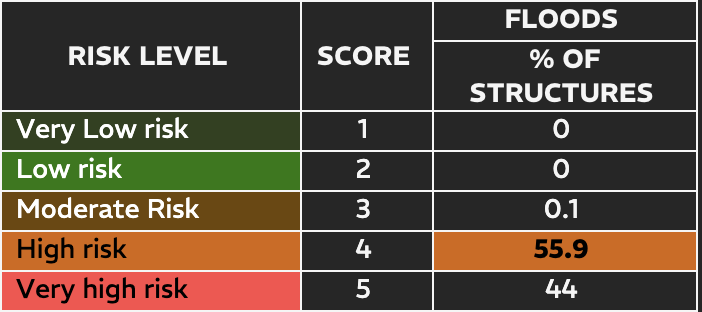 RISK LEVEL
SCORE
FLOODS
% OF
STRUCTURES
Very Low risk 1 0
Low risk 2 0
Moderate Risk 3 0.1
High risk 4 55.9
Very high risk 5 44